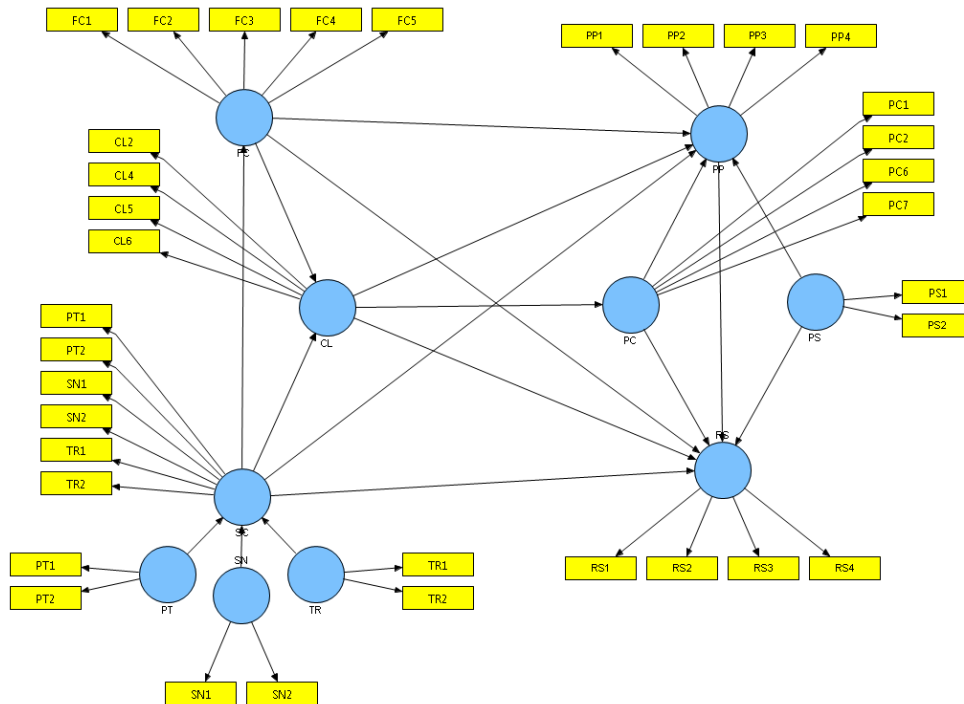 FC1 FC2 FC3 FC4 FC5
PP1 PP2 PP3 PP4
FC
PP
PC1
PC2
PC6
PC7
CL2
CL4
CL5
CL6
CL
PC
PS
PS1
PS2
PT1
PT2
SN1
SN2
TR1
TR2
SC
RS
RS1 RS2 RS3 RS4
PT1
PT2
PT
SN
TR
TR1
TR2
SN1 SN2